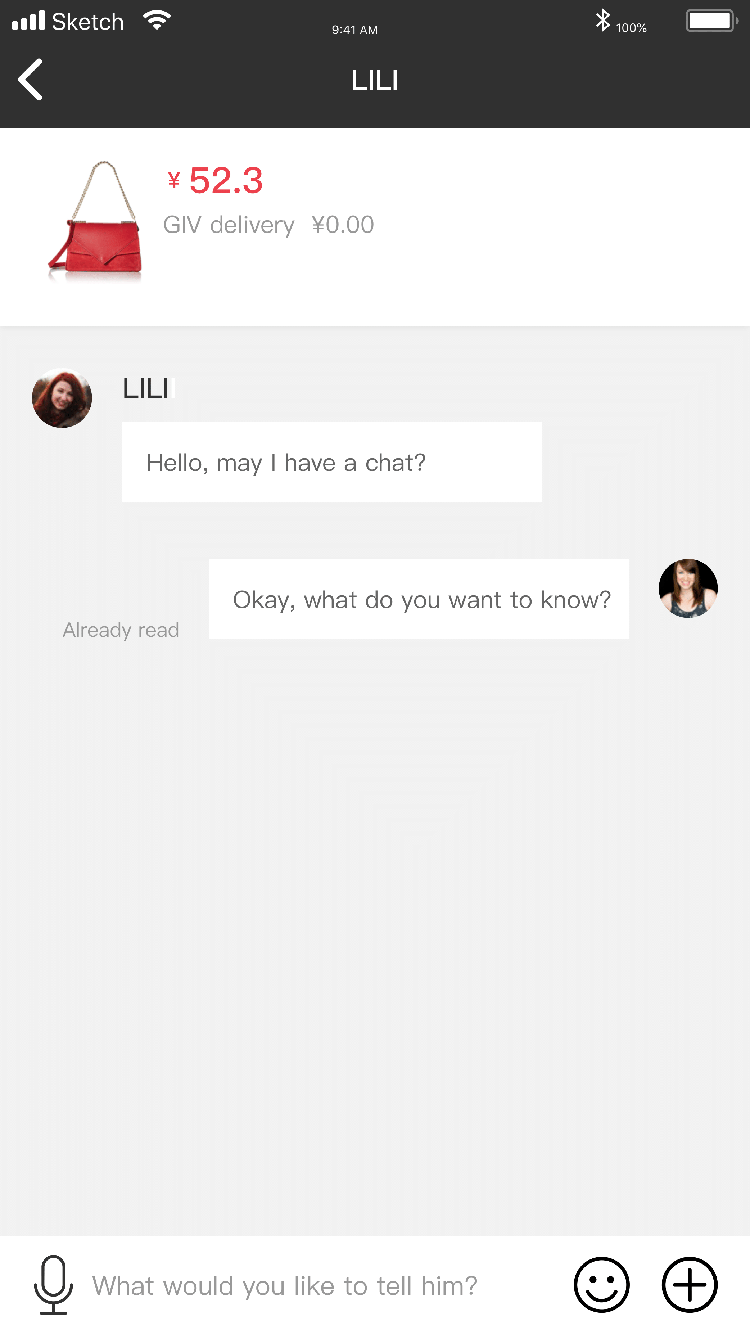 Sketch 9:41 AM 100%
LILI
¥ 52.3
GIV delivery ¥0.00
LILI
Hello, may I have a chat?
Okay, what do you want to know?
Already read
What would you like to tell him?